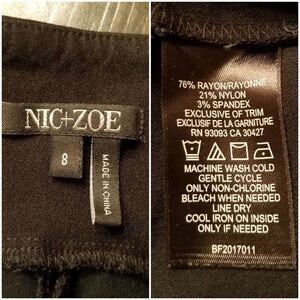 NIC+ZOE
8
MADE IN CHINA
76% RAYON/RAYONNE
21% NYLON
3% SPANDEX
EXCLUSIVE OF TRIM
EXCLUSIF DE LA GARNITURE
RN 93093 CA 30427
MACHINE WASH COLD
GENTLE CYCLE
ONLY NON-CHLORINE
BLEACH WHEN NEEDED
LINE DRY
COOL IRON ON INSIDE
ONLY IF NEEDED
BF2017011